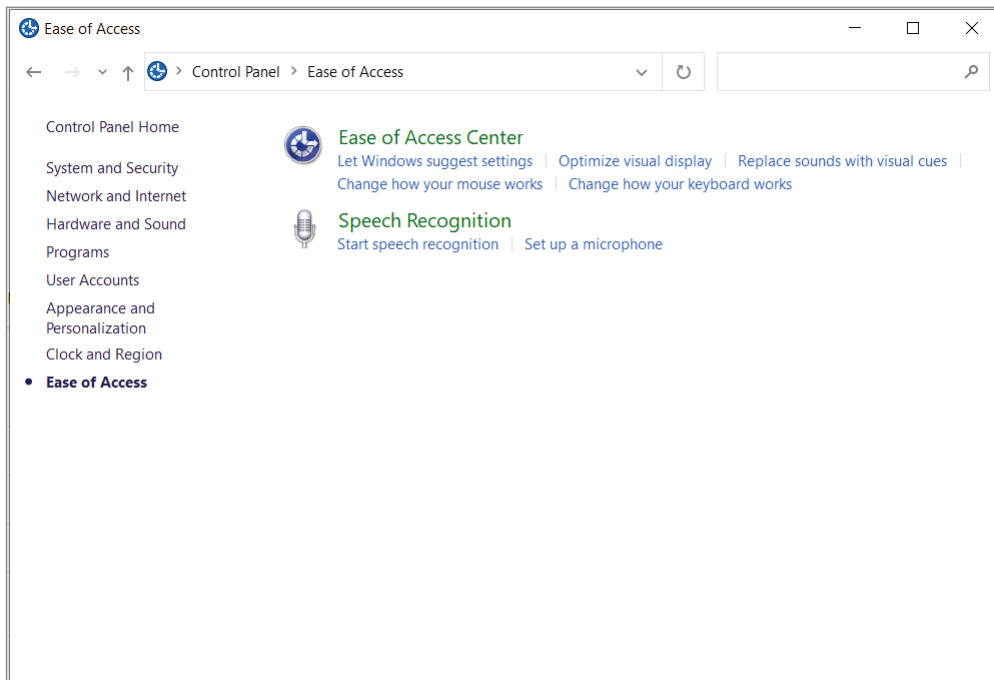 Ease of Access
Control Panel Ease of Access
Control Panel Home
System and Security
Network and Internet
Hardware and Sound
Programs
User Accounts
Appearance and
Personalization
Clock and Region
Ease of Access
Ease of Access Center
Let Windows suggest settings Optimize visual display Replace sounds with visual cues
Change how your mouse works Change how your keyboard works
Speech Recognition
Start speech recognition Set up a microphone